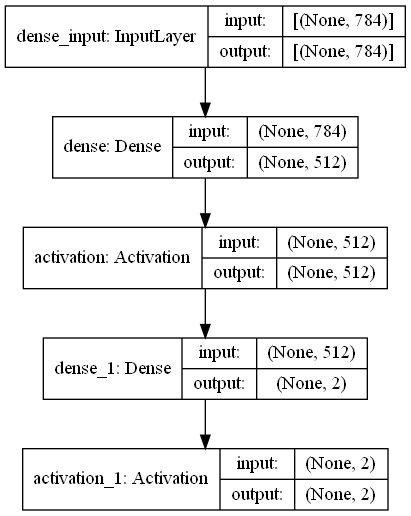 dense_input: InputLayer
input: [(None, 784)]
output: [(None, 784)]
dense: Dense
input: (None, 784)
output: (None, 512)
activation: Activation
input: (None, 512)
output: (None, 512)
dense_1: Dense
input: (None, 512)
output: (None, 2)
activation_1: Activation
input: (None, 2)
output: (None, 2)